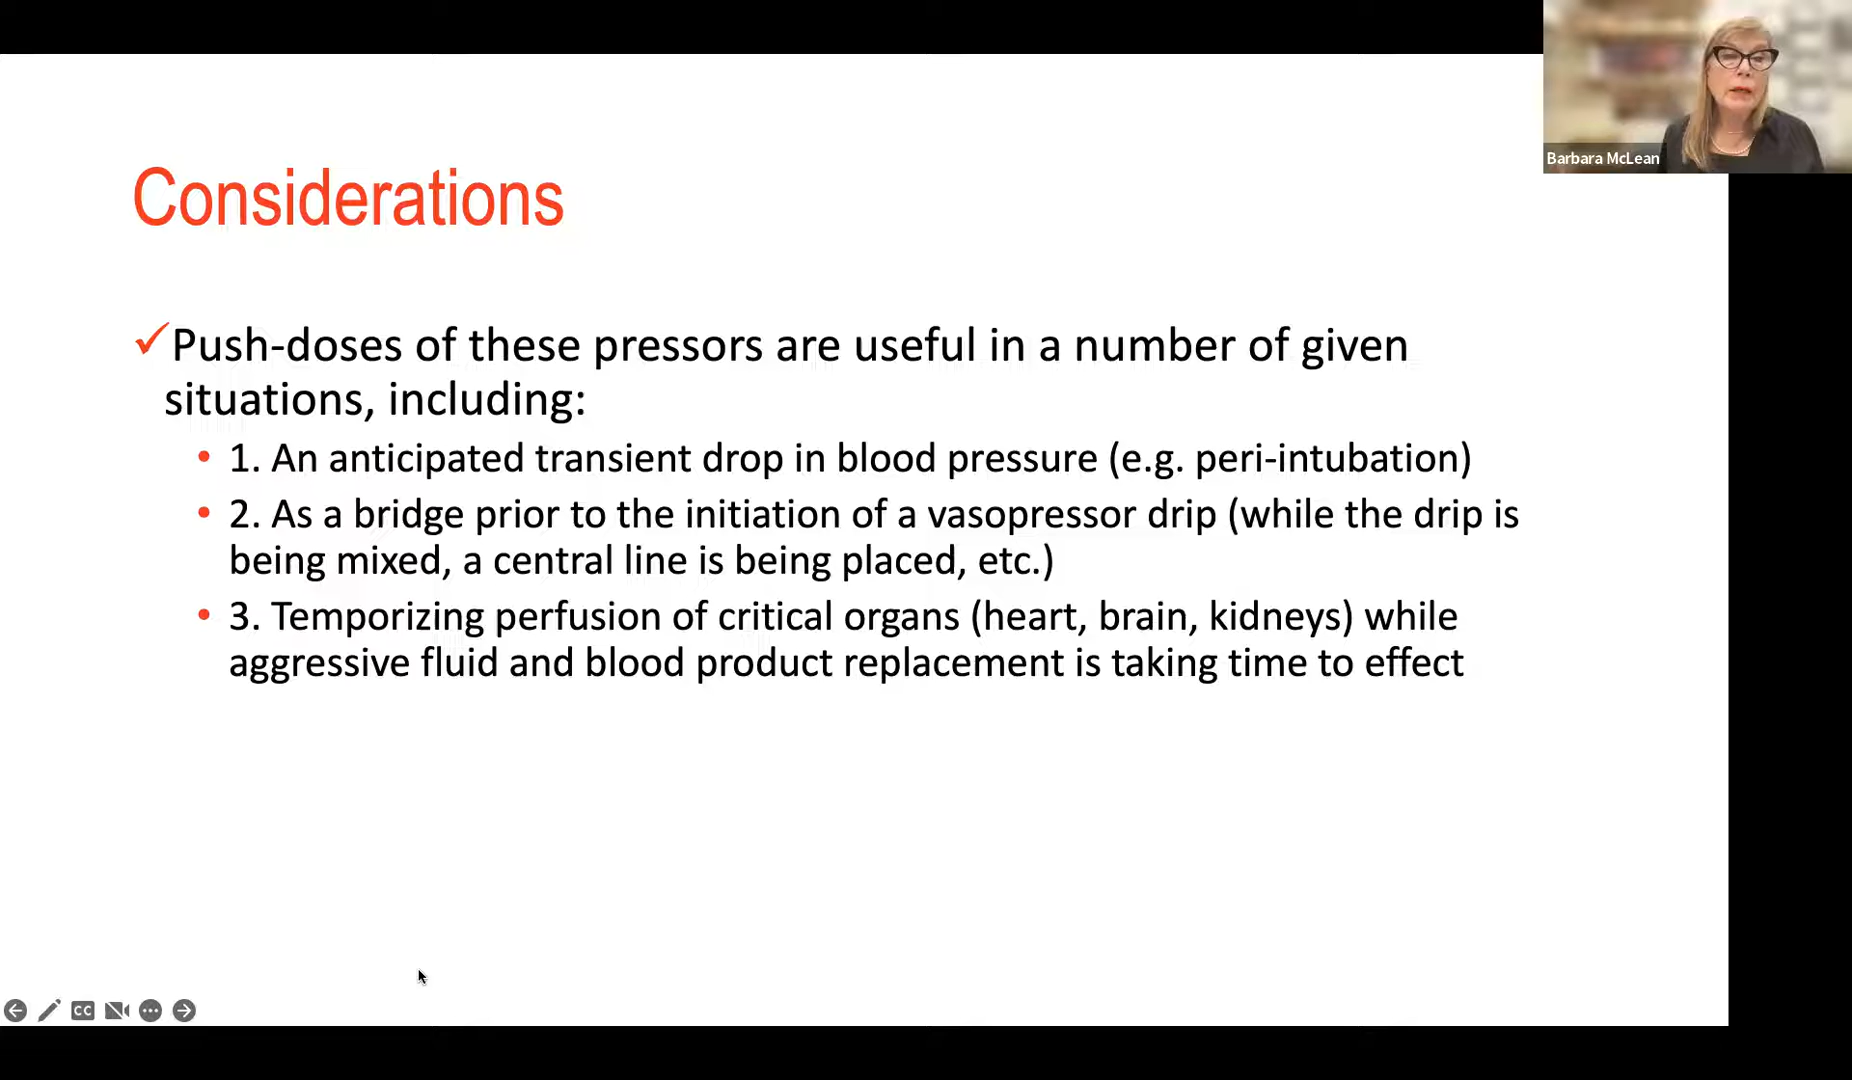 Barbara McLean
Considerations
✓Push-doses of these pressors are useful in a number of given
situations, including:
• 1. An anticipated transient drop in blood pressure (e.g. peri-intubation)
• 2. As a bridge prior to the initiation of a vasopressor drip (while the drip is
being mixed, a central line is being placed, etc.)
• 3. Temporizing perfusion of critical organs (heart, brain, kidneys) while
aggressive fluid and blood product replacement is taking time to effect
CC